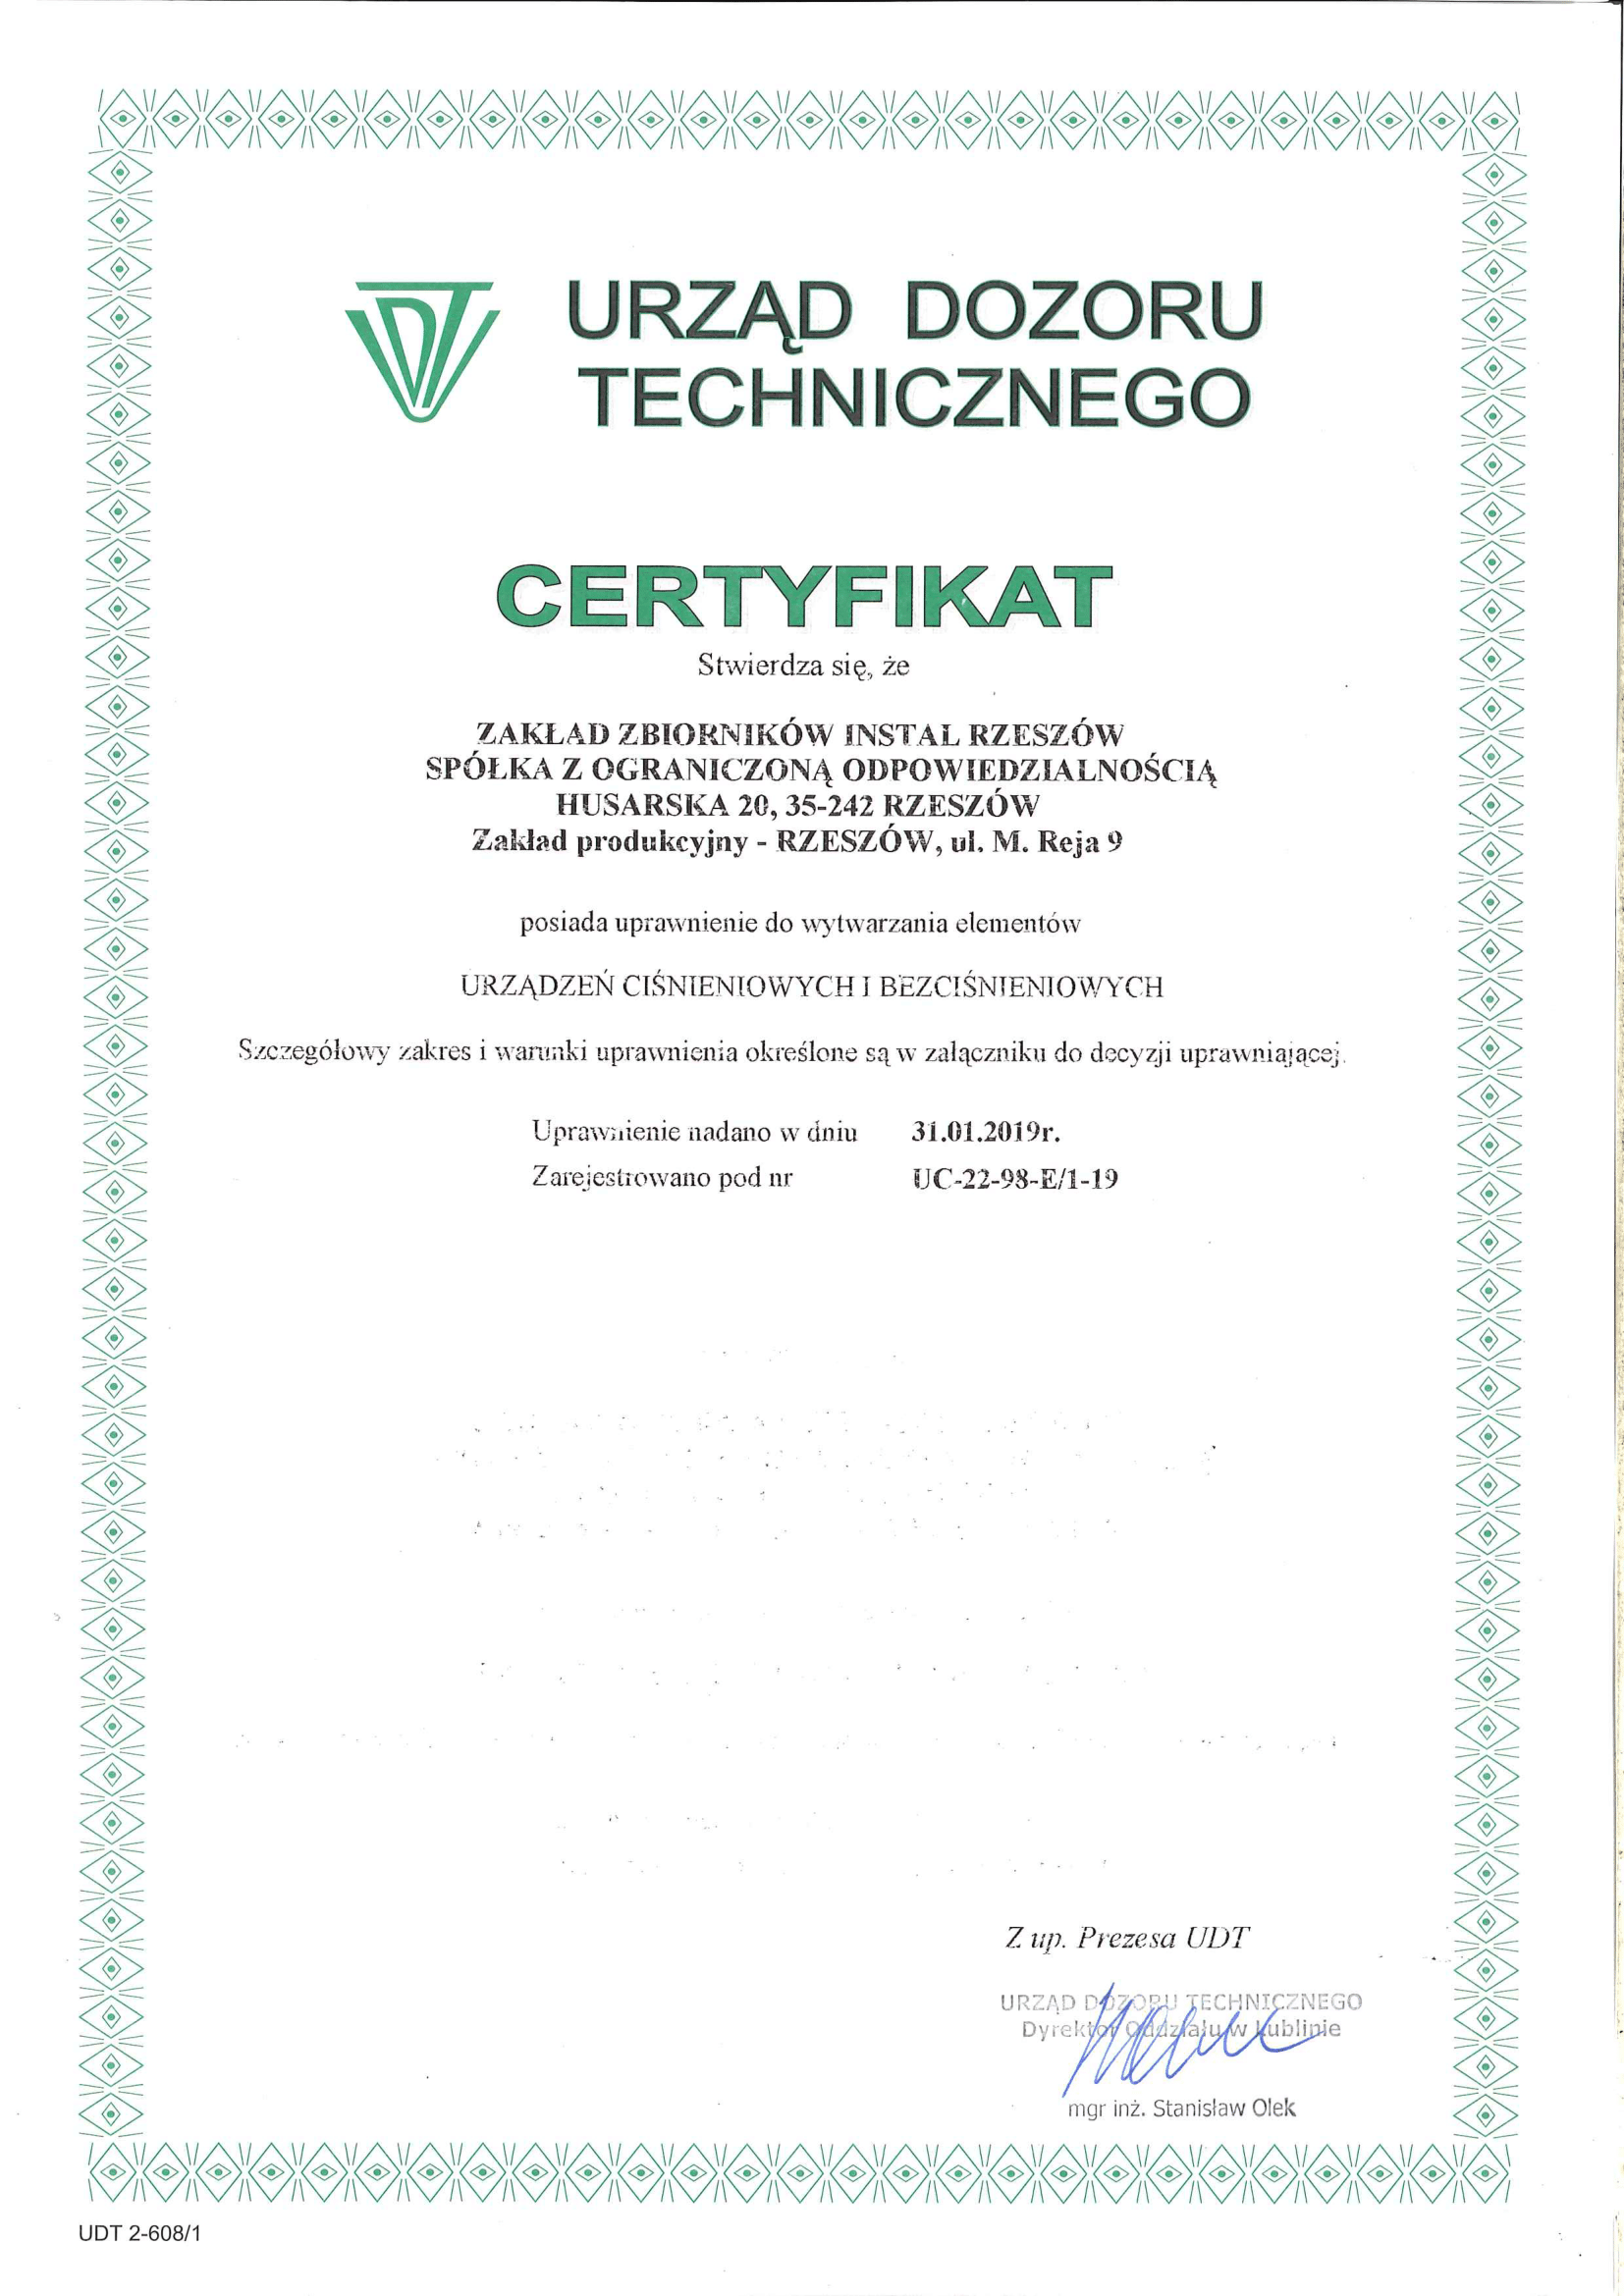 URZĄD DOZORU
TECHNICZNEGO
CERTYFIKAT
Stwierdza się, że
ZAKŁAD ZBIORNIKÓW INSTAL RZESZÓW
SPÓŁKA Z OGRANICZONĄ ODPOWIEDZIALNOŚCIĄ
HUSARSKA 20, 35-242 RZESZÓW
Zakład produkcyjny - RZESZÓW, ul. M. Reja 9
posiada uprawnienie do wytwarzania elementów
URZĄDZEŃ CIŚNIENIOWYCH I BEZCIŚNIENIOWYCH
Szczegółowy zakres i warunki uprawnienia określone są w załączniku do decyzji uprawniającej.
Uprawnienie nadano w dniu 31.01.2019r.
Zarejestrowano pod nr UC-22-98-E/1-19
Z up. Prezesa UDT
URZĄD DOZORU TECHNICZNEGO
Dyrektor Oddziału w Lublinie
mgr inż. Stanisław Olek
UDT 2-608/1